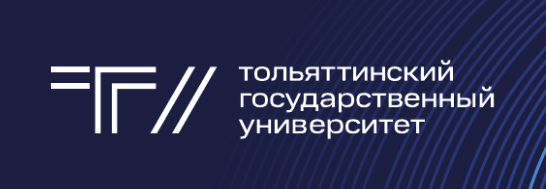 тольяттинский
государственный
университет